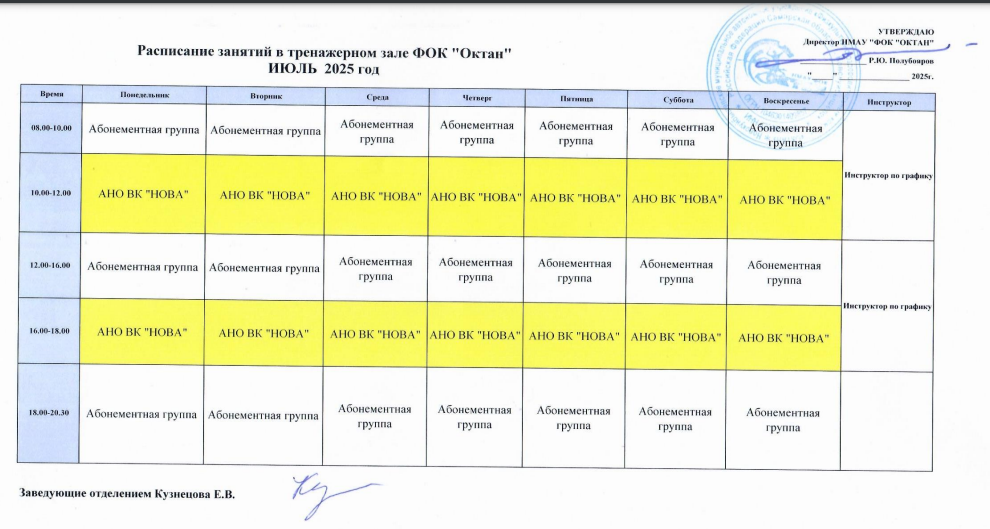 УТВЕРЖДАЮ
Директор НМАУ "ФОК "ОКТАН"
Р.Ю. Полубояров
"____" ________________ 2025г.
Расписание занятий в тренажерном зале ФОК "Октан"
ИЮЛЬ 2025 год
Время Понедельник Вторник Среда Четверг Пятница Суббота Воскресенье Инструктор
08.00-10.00 Абонементная группа Абонементная группа Абонементная группа Абонементная группа Абонементная группа Абонементная группа Абонементная группа
Инструктор по графику
10.00-12.00 АНО ВК "НОВА" АНО ВК "НОВА" АНО ВК "НОВА" АНО ВК "НОВА" АНО ВК "НОВА" АНО ВК "НОВА" АНО ВК "НОВА"
12.00-16.00 Абонементная группа Абонементная группа Абонементная группа Абонементная группа Абонементная группа Абонементная группа Абонементная группа
Инструктор по графику
16.00-18.00 АНО ВК "НОВА" АНО ВК "НОВА" АНО ВК "НОВА" АНО ВК "НОВА" АНО ВК "НОВА" АНО ВК "НОВА" АНО ВК "НОВА"
18.00-20.30 Абонементная группа Абонементная группа Абонементная группа Абонементная группа Абонементная группа Абонементная группа Абонементная группа
Заведующие отделением Кузнецова Е.В.